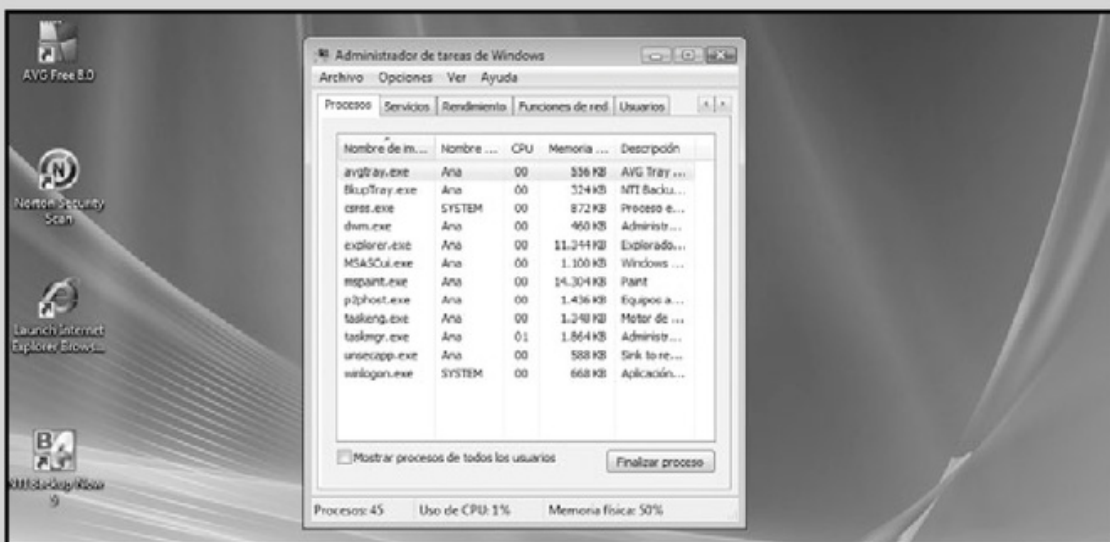 AVG Free 8.0
Norton Security
Scan
Launch Internet
Explorer Brows...
NTI Backup Now
5
Administrador de tareas de Windows
Archivo Opciones Ver Ayuda
Procesos Servicios Rendimiento Funciones de red Usuarios
Nombre de im... Nombre ... CPU Memoria ... Descripción
avgtray.exe Ana 00 556 KB AVG Tray ...
BkupTray.exe Ana 00 324 KB NTI Backu...
csrss.exe SYSTEM 00 872 KB Proceso e...
dwm.exe Ana 00 460 KB Administr...
explorer.exe Ana 00 11.344 KB Explorado...
MSASCui.exe Ana 00 1.100 KB Windows ...
mspaint.exe Ana 00 14.304 KB Paint
p2phost.exe Ana 00 1.436 KB Equipos a...
taskeng.exe Ana 00 1.348 KB Motor de ...
taskmgr.exe Ana 01 1.864 KB Administr...
unsecapp.exe Ana 00 588 KB Sink to re...
winlogon.exe SYSTEM 00 668 KB Aplicación...
Mostrar procesos de todos los usuarios
Finalizar proceso
Procesos: 45 Uso de CPU: 1% Memoria física: 50%